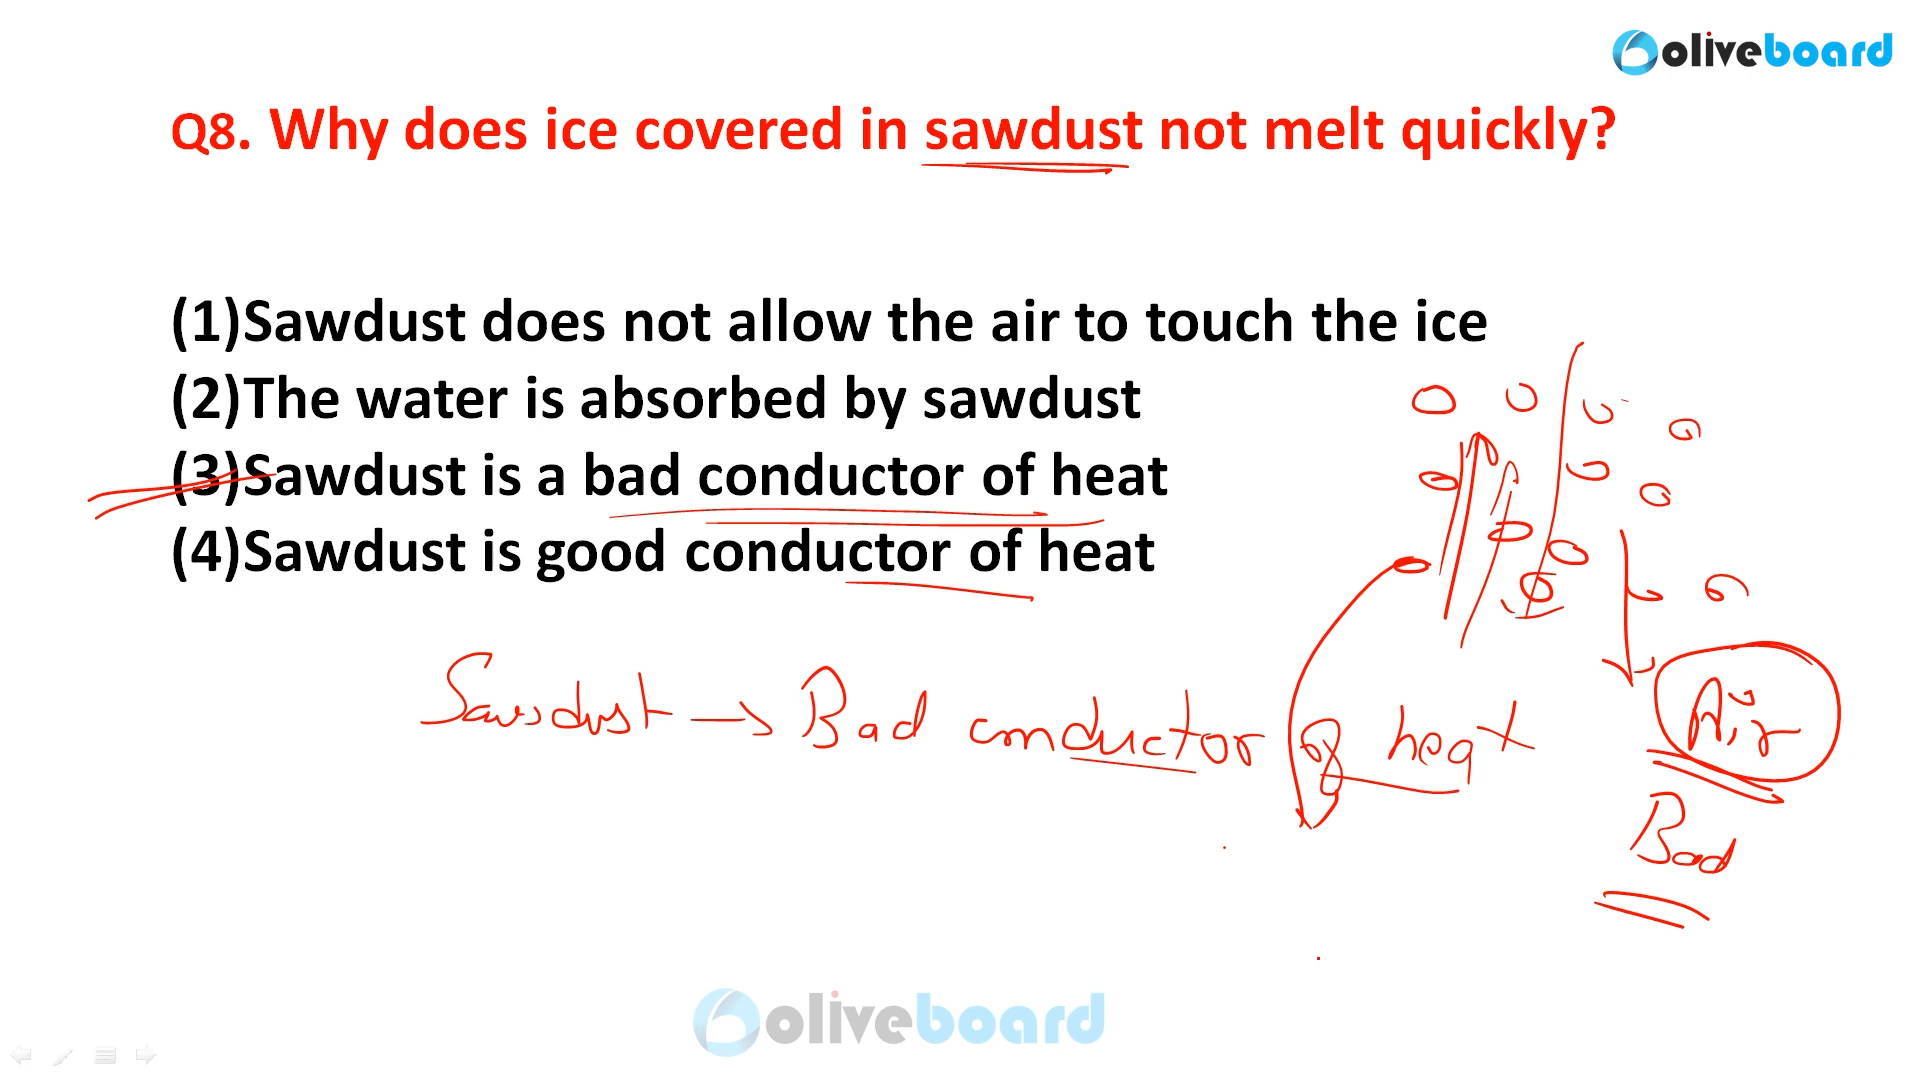 oliveboard
Q8. Why does ice covered in sawdust not melt quickly?
(1)Sawdust does not allow the air to touch the ice
(2)The water is absorbed by sawdust
(3)Sawdust is a bad conductor of heat
(4)Sawdust is good conductor of heat
Sawdust → Bad conductor of heat
Air
Bad
oliveboard